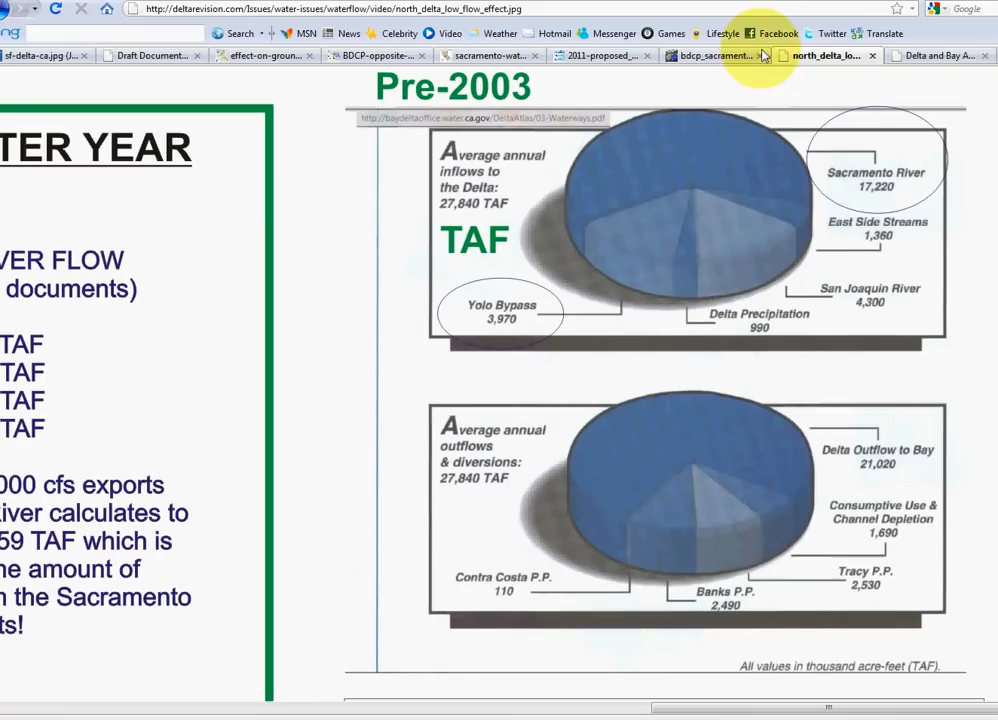 http://deltarevision.com/Issues/water-issues/waterflow/video/north_delta_low_flow_effect.jpg
Google
ng
Search
MSN
News
Celebrity
Video
Weather
Hotmail
Messenger
Games
Lifestyle
Facebook
Twitter
Translate
sf-delta-ca.jpg (J...
Draft Document...
effect-on-groun...
BDCP-opposite-...
sacramento-wat...
2011-proposed_...
bdcp_sacrament...
north_delta_lo...
Delta and Bay A...
TER YEAR
VER FLOW
documents)
TAF
TAF
TAF
TAF
000 cfs exports
iver calculates to
59 TAF which is
he amount of
n the Sacramento
ts!
Pre-2003
http://baydeltaoffice.water.ca.gov/DeltaAtlas/03-Waterways.pdf
Average annual
inflows to
the Delta:
27,840 TAF
TAF
Sacramento River
17,220
East Side Streams
1,360
San Joaquin River
4,300
Delta Precipitation
990
Yolo Bypass
3,970
Average annual
outflows
& diversions:
27,840 TAF
Delta Outflow to Bay
21,020
Consumptive Use &
Channel Depletion
1,690
Tracy P.P.
2,530
Banks P.P.
2,490
Contra Costa P.P.
110
All values in thousand acre-feet (TAF).